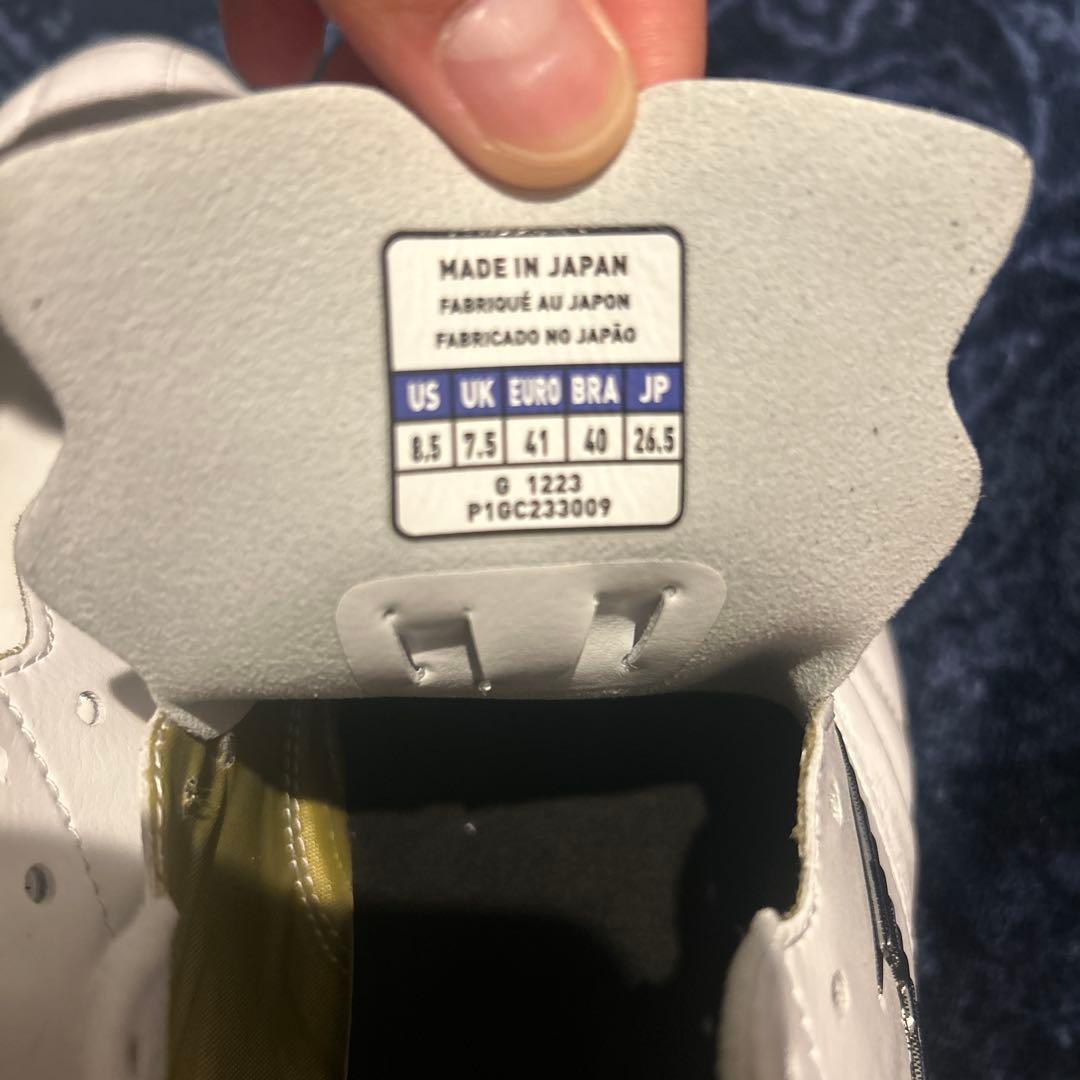 MADE IN JAPAN
FABRIQUÉ AU JAPON
FABRICADO NO JAPÃO
US UK EURO BRA JP
8.5 7.5 41 40 26.5
G 1223
P1GC233009